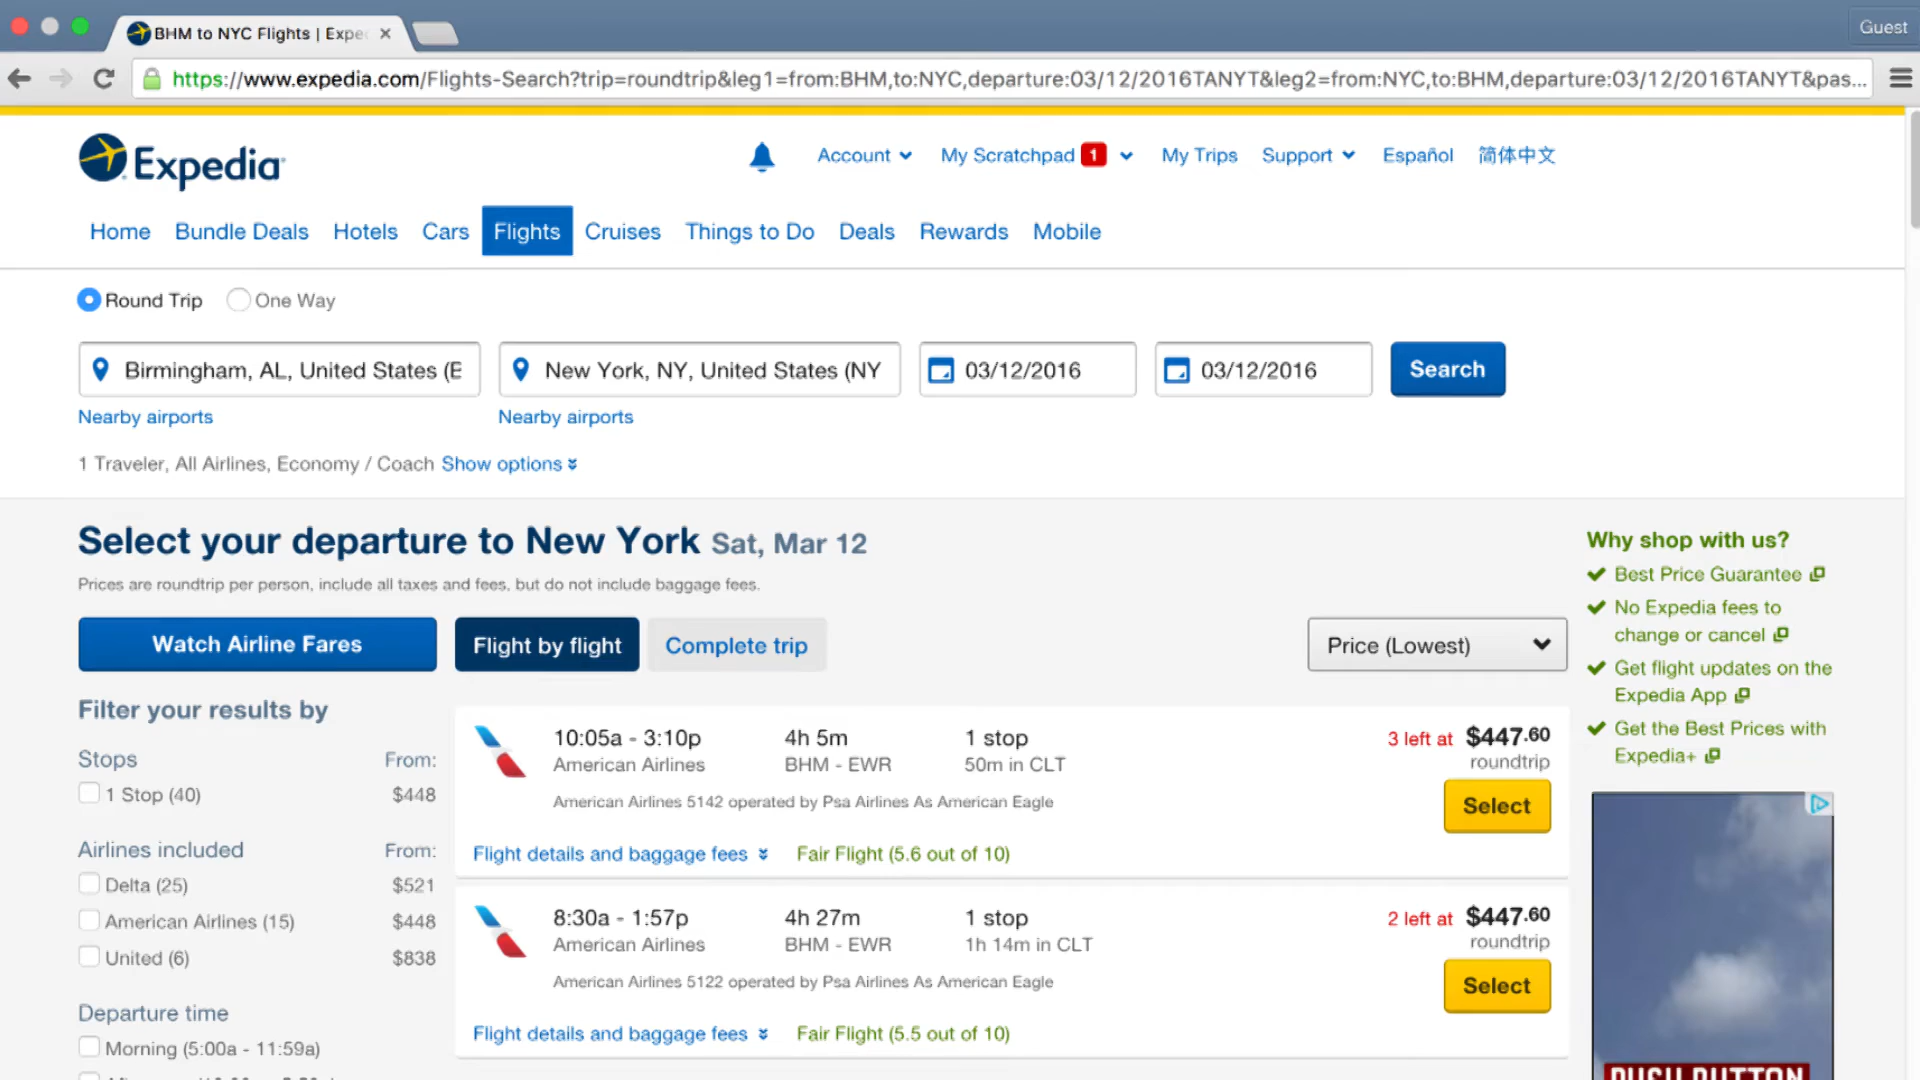 BHM to NYC Flights | Expe
Guest
https://www.expedia.com/Flights-Search?trip=roundtrip&leg1=from:BHM,to:NYC,departure:03/12/2016TANYT&leg2=from:NYC,to:BHM,departure:03/12/2016TANYT&pas...
Expedia
Account
My Scratchpad 1
My Trips
Support
Español
简体中文
Home
Bundle Deals
Hotels
Cars
Flights
Cruises
Things to Do
Deals
Rewards
Mobile
Round Trip
One Way
Birmingham, AL, United States (E
New York, NY, United States (NY
03/12/2016
03/12/2016
Search
Nearby airports
Nearby airports
1 Traveler, All Airlines, Economy / Coach Show options
Select your departure to New York Sat, Mar 12
Prices are roundtrip per person, include all taxes and fees, but do not include baggage fees.
Watch Airline Fares
Flight by flight
Complete trip
Price (Lowest)
Filter your results by
Stops From:
1 Stop (40) $448
Airlines included From:
Delta (25) $521
American Airlines (15) $448
United (6) $838
Departure time
Morning (5:00a - 11:59a)
10:05a - 3:10p 4h 5m 1 stop 3 left at $447.60
American Airlines BHM - EWR 50m in CLT roundtrip
American Airlines 5142 operated by Psa Airlines As American Eagle
Select
Flight details and baggage fees Fair Flight (5.6 out of 10)
8:30a - 1:57p 4h 27m 1 stop 2 left at $447.60
American Airlines BHM - EWR 1h 14m in CLT roundtrip
American Airlines 5122 operated by Psa Airlines As American Eagle
Select
Flight details and baggage fees Fair Flight (5.5 out of 10)
Why shop with us?
Best Price Guarantee
No Expedia fees to
change or cancel
Get flight updates on the
Expedia App
Get the Best Prices with
Expedia+
PUSH BUTTON